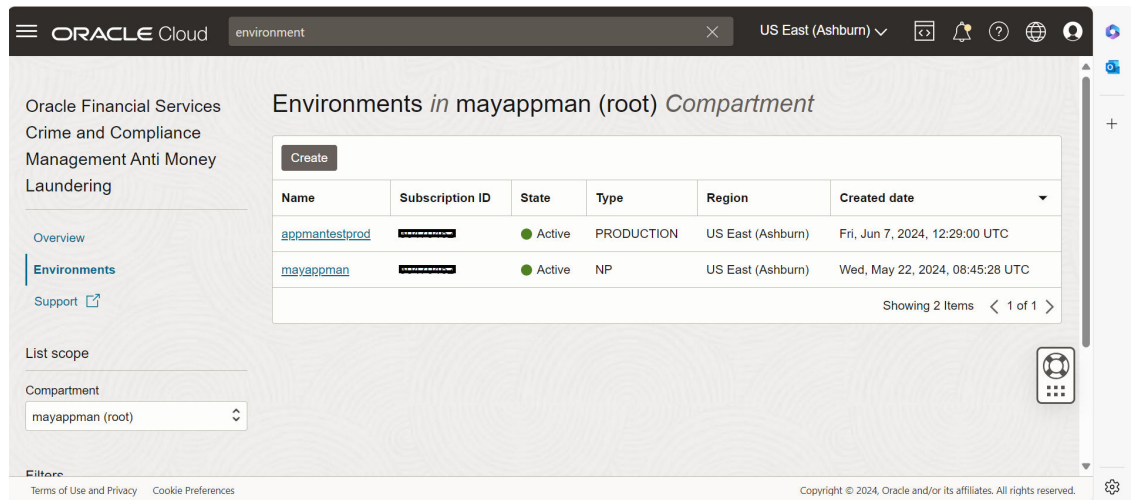 ORACLE Cloud
environment
US East (Ashburn)
Oracle Financial Services
Crime and Compliance
Management Anti Money
Laundering
Overview
Environments
Support
List scope
Compartment
mayappman (root)
Filters
Environments in mayappman (root) Compartment
Create
Name Subscription ID State Type Region Created date
appmantestprod Active PRODUCTION US East (Ashburn) Fri, Jun 7, 2024, 12:29:00 UTC
mayappman Active NP US East (Ashburn) Wed, May 22, 2024, 08:45:28 UTC
Showing 2 Items 1 of 1
Terms of Use and Privacy Cookie Preferences
Copyright © 2024, Oracle and/or its affiliates. All rights reserved.